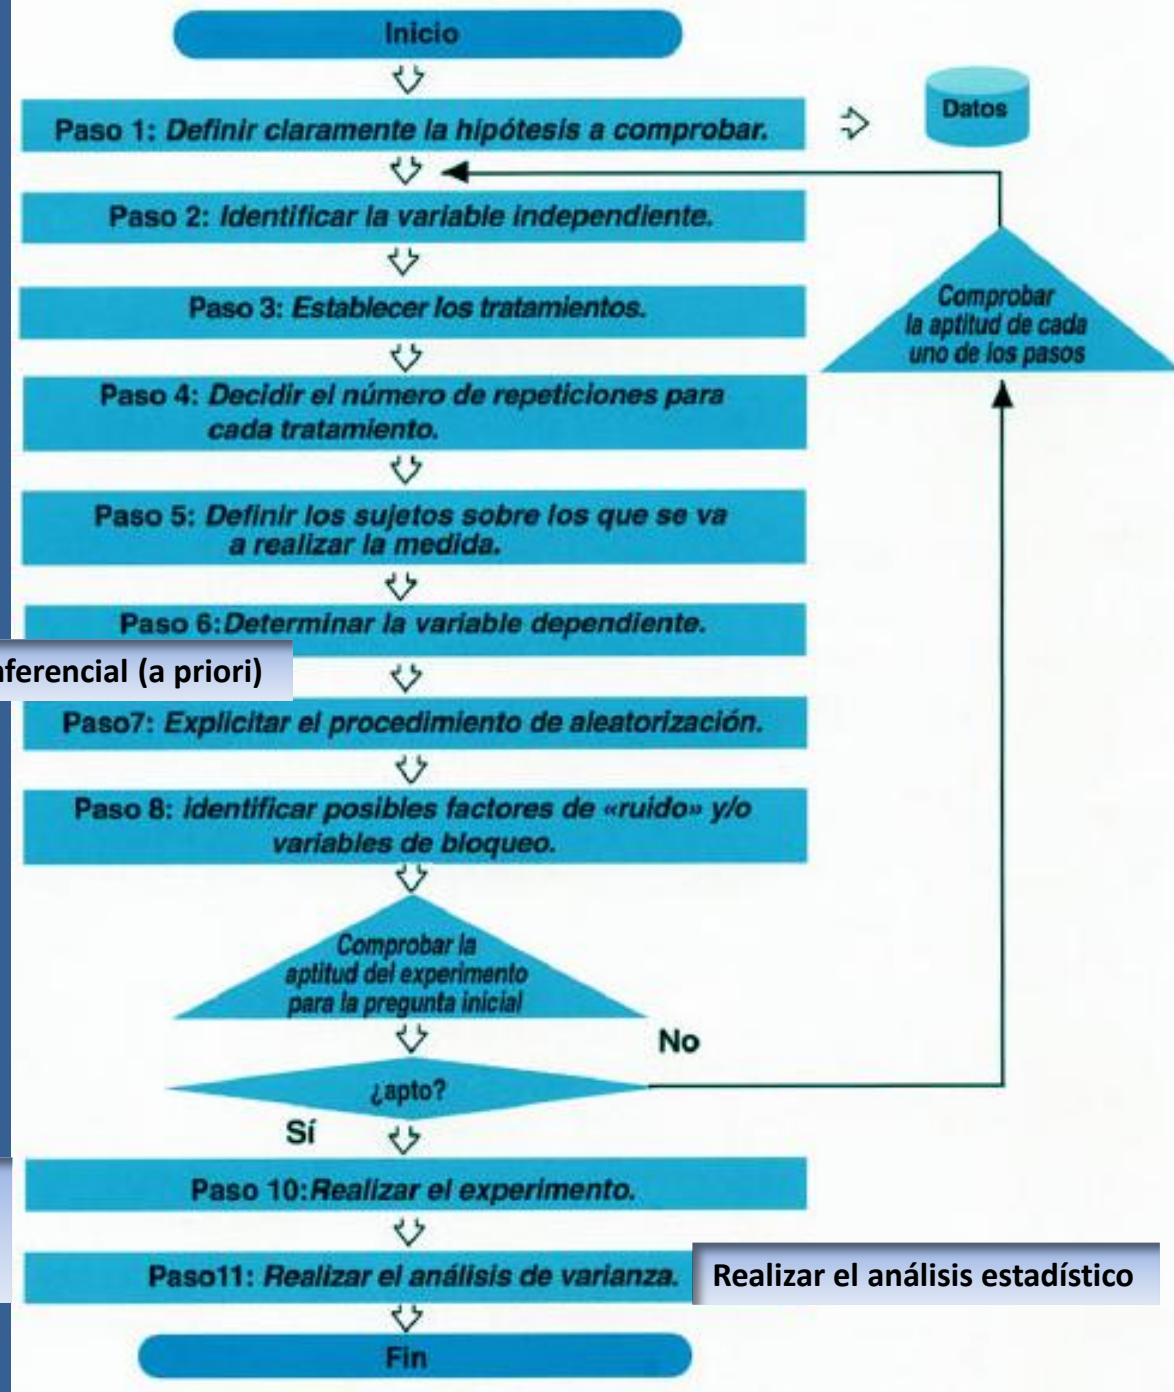 Inicio
Paso 1: Definir claramente la hipótesis a comprobar.
Datos
Paso 2: Identificar la variable independiente.
Paso 3: Establecer los tratamientos.
Comprobar
la aptitud de cada
uno de los pasos
Paso 4: Decidir el número de repeticiones para
cada tratamiento.
Paso 5: Definir los sujetos sobre los que se va
a realizar la medida.
Paso 6:Determinar la variable dependiente.
nferencial (a priori)
Paso7: Explicitar el procedimiento de aleatorización.
Paso 8: identificar posibles factores de «ruido» y/o
variables de bloqueo.
Comprobar la
aptitud del experimento
para la pregunta inicial
No
¿apto?
Sí
Paso 10:Realizar el experimento.
Paso11: Realizar el análisis de varianza.
Realizar el análisis estadístico
Fin